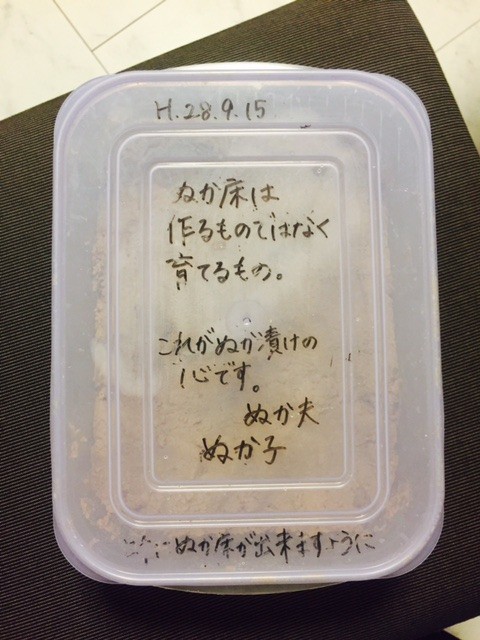 H.28.9.15
ぬか床は
作るものではなく
育てるもの。
これがぬか漬けの
心です。
ぬか夫
ぬか子
ぬか床が出来ますように